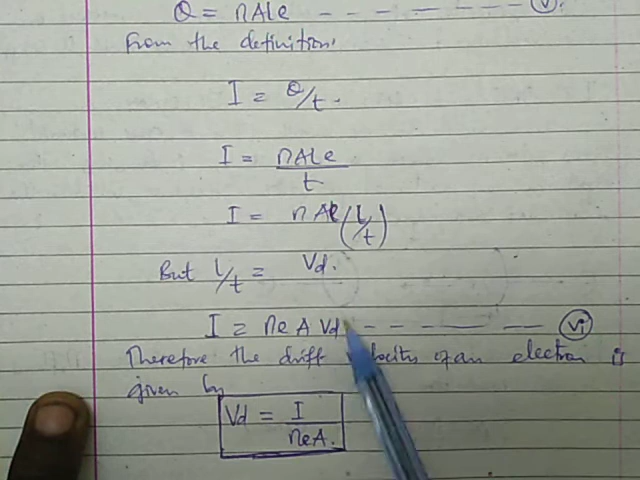 Q = nAle - - - - - - - - (v).
From the definition,
I = Q/t.
I = nAle/t
I = nAe(l/t)
But l/t = Vd.
I = neAVd - - - - - - - (vi)
Therefore the drift velocity of an electron is
given by
Vd = I/neA.